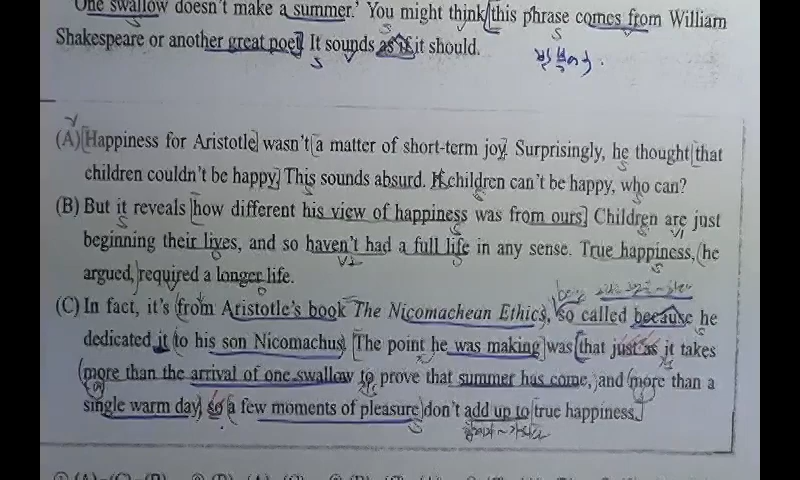 One swallow doesn't make a summer.' You might think this phrase comes from William
Shakespeare or another great poet. It sounds as if it should.
(A) Happiness for Aristotle wasn't a matter of short-term joy. Surprisingly, he thought that
children couldn't be happy. This sounds absurd. If children can't be happy, who can?
(B) But it reveals how different his view of happiness was from ours. Children are just
beginning their lives, and so haven't had a full life in any sense. True happiness, he
argued, required a longer life.
(C) In fact, it's from Aristotle's book The Nicomachean Ethics, so called because he
dedicated it to his son Nicomachus. The point he was making was that just as it takes
more than the arrival of one swallow to prove that summer has come, and more than a
single warm day, so a few moments of pleasure don't add up to true happiness.